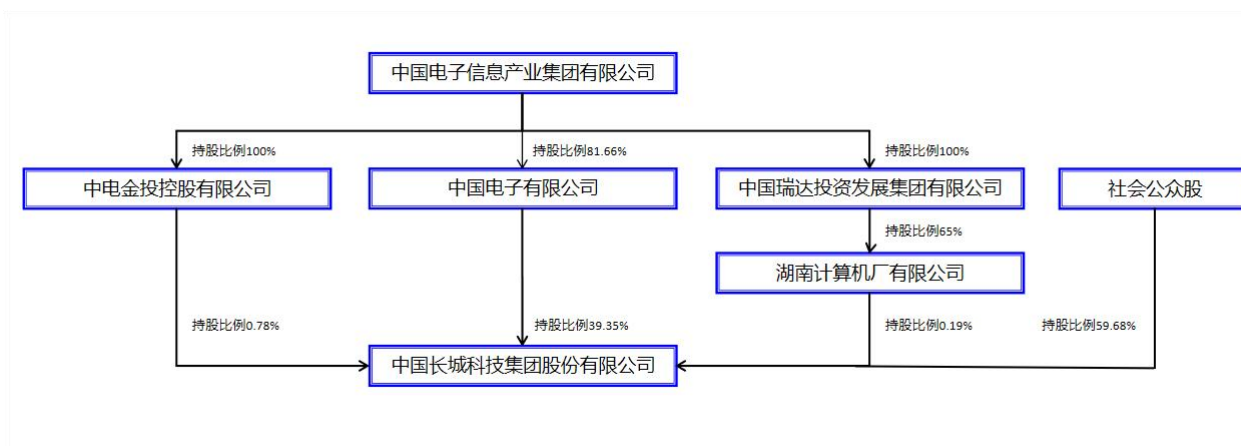 中国电子信息产业集团有限公司
持股比例100%
持股比例81.66%
持股比例100%
中电金投控股有限公司
中国电子有限公司
中国瑞达投资发展集团有限公司
社会公众股
持股比例65%
湖南计算机厂有限公司
持股比例0.78%
持股比例39.35%
持股比例0.19%
持股比例59.68%
中国长城科技集团股份有限公司